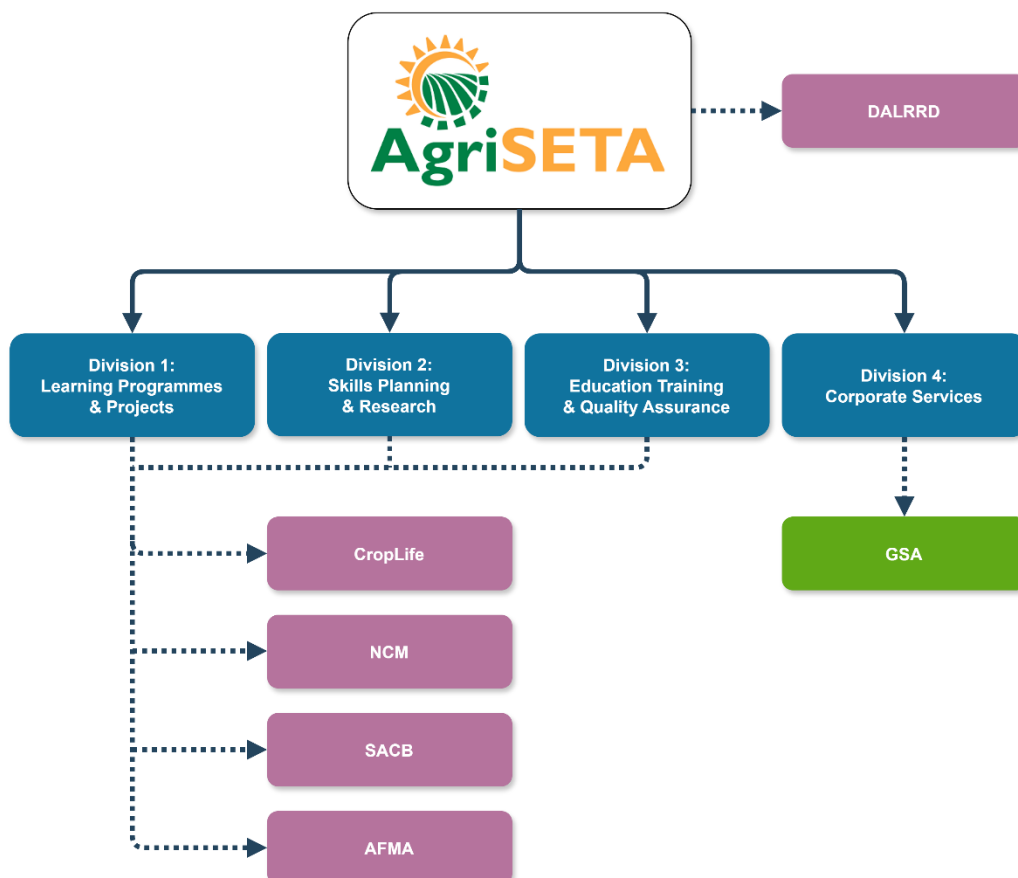 AgriSETA
DALRRD
Division 1:
Learning Programmes
& Projects
Division 2:
Skills Planning
& Research
Division 3:
Education Training
& Quality Assurance
Division 4:
Corporate Services
CropLife
GSA
NCM
SACB
AFMA